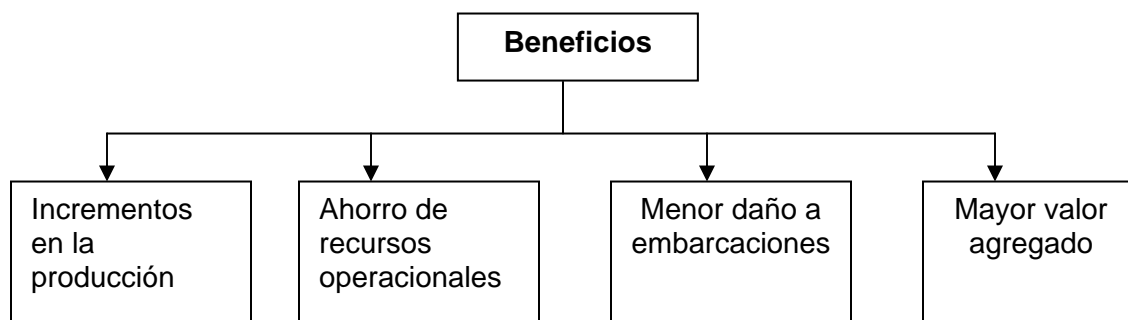 Beneficios
Incrementos
en la
producción
Ahorro de
recursos
operacionales
Menor daño a
embarcaciones
Mayor valor
agregado